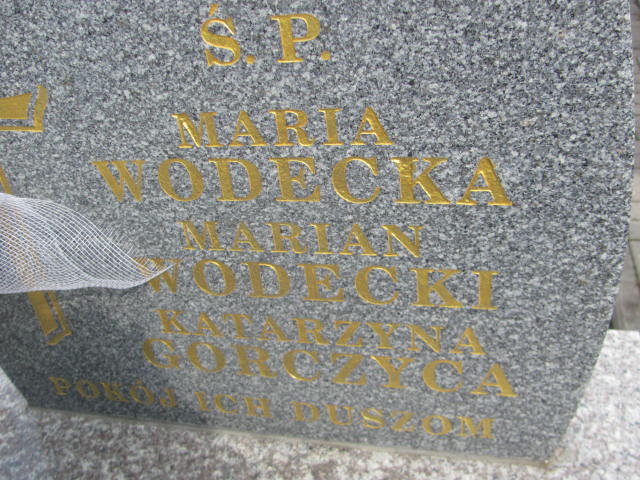 Ś. P.
MARIA
WODECKA
MARIAN
WODECKI
KATARZYNA
GORCZYCA
POKÓJ ICH DUSZOM